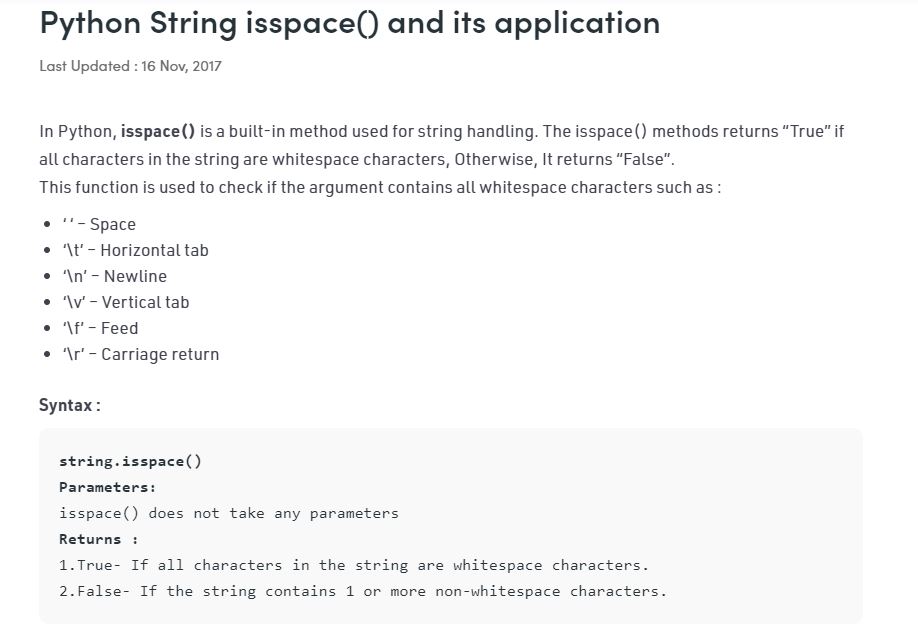 Python String isspace() and its application
Last Updated : 16 Nov, 2017
In Python, isspace() is a built-in method used for string handling. The isspace() methods returns “True” if
all characters in the string are whitespace characters, Otherwise, It returns “False”.
This function is used to check if the argument contains all whitespace characters such as :
• ‘ ‘ – Space
• ‘\t’ – Horizontal tab
• ‘\n’ – Newline
• ‘\v’ – Vertical tab
• ‘\f’ – Feed
• ‘\r’ – Carriage return
Syntax :
string.isspace()
Parameters:
isspace() does not take any parameters
Returns :
1.True- If all characters in the string are whitespace characters.
2.False- If the string contains 1 or more non-whitespace characters.